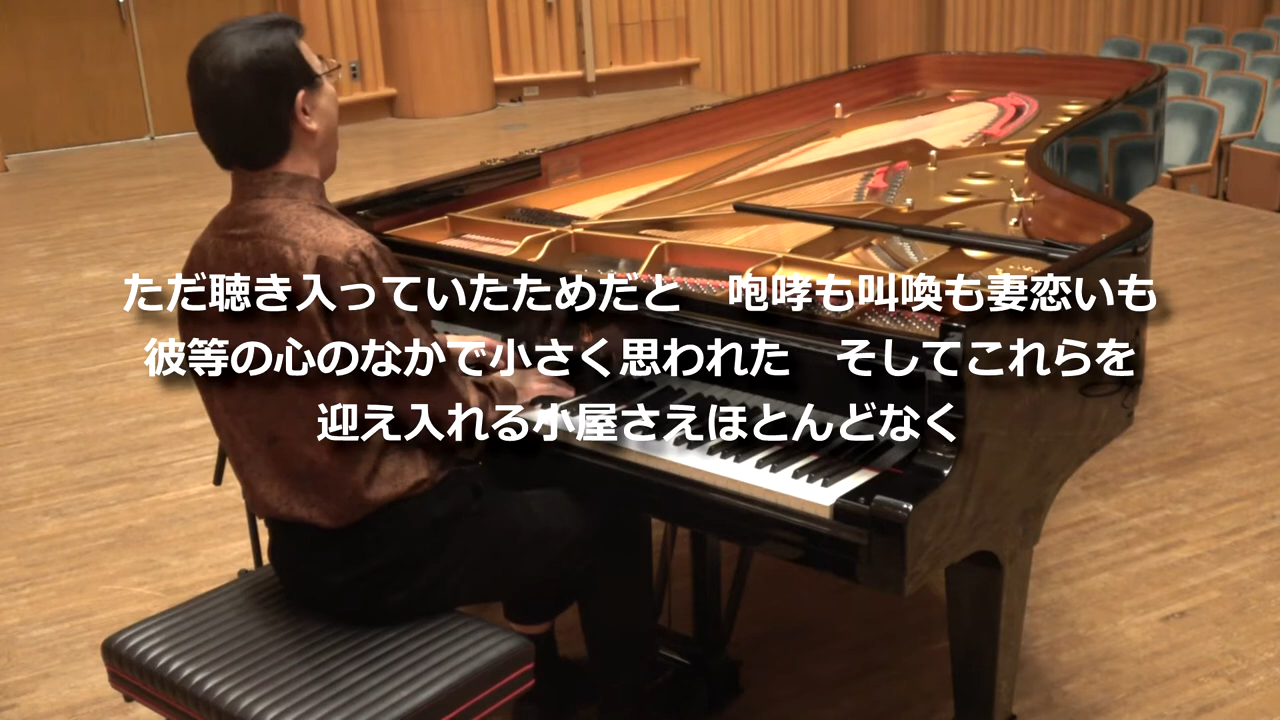 ただ聴き入っていたためだと　咆哮も叫喚も妻恋いも
彼等の心のなかで小さく思われた　そしてこれらを
迎え入れる小屋さえほとんどなく